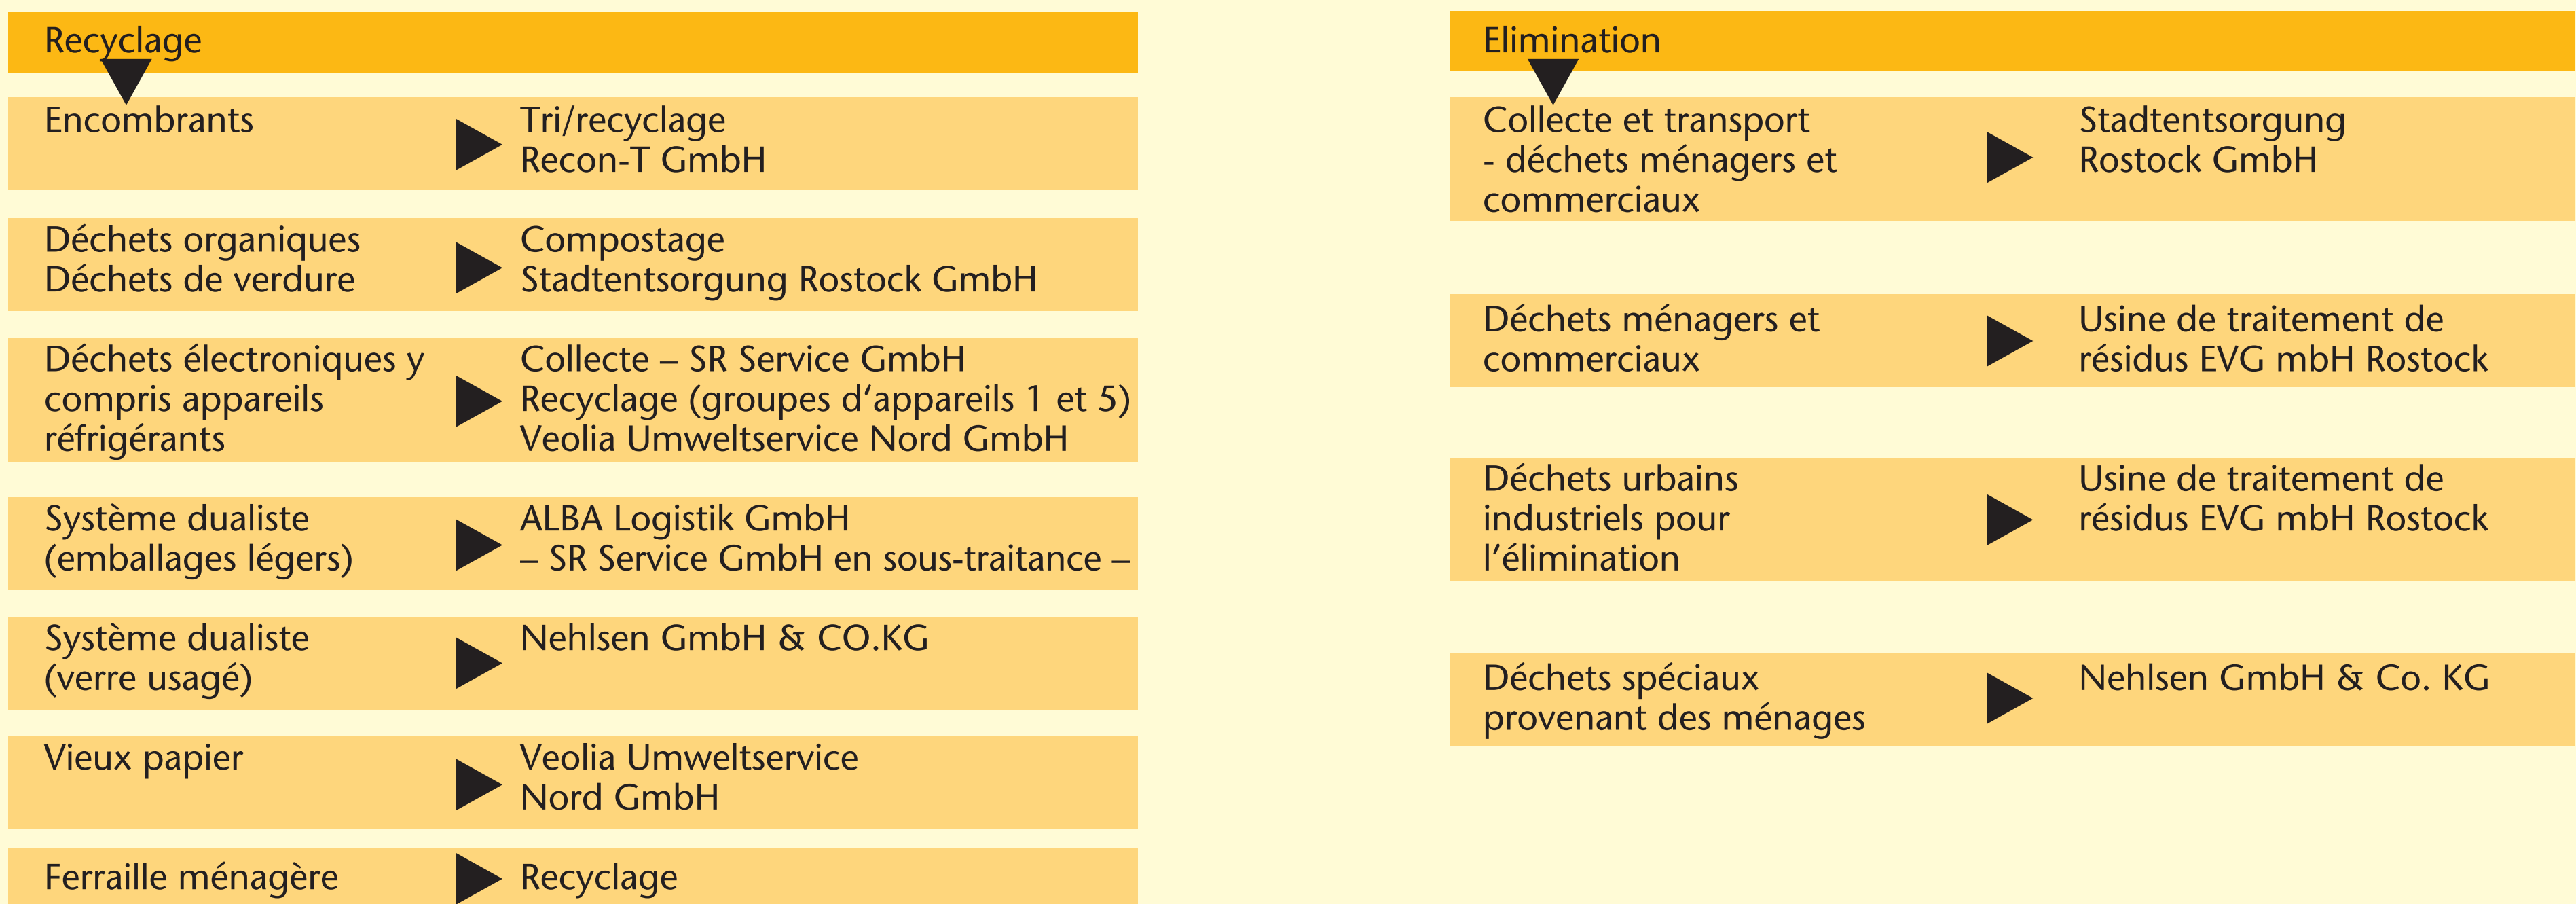 Recyclage
Encombrants
Tri/recyclage
Recon-T GmbH
Déchets organiques
Déchets de verdure
Compostage
Stadtentsorgung Rostock GmbH
Déchets électroniques y
compris appareils
réfrigérants
Collecte – SR Service GmbH
Recyclage (groupes d‘appareils 1 et 5)
Veolia Umweltservice Nord GmbH
Système dualiste
(emballages légers)
ALBA Logistik GmbH
– SR Service GmbH en sous-traitance –
Système dualiste
(verre usagé)
Nehlsen GmbH & CO.KG
Vieux papier
Veolia Umweltservice
Nord GmbH
Ferraille ménagère
Recyclage
Elimination
Collecte et transport
- déchets ménagers et
commerciaux
Stadtentsorgung
Rostock GmbH
Déchets ménagers et
commerciaux
Usine de traitement de
résidus EVG mbH Rostock
Déchets urbains
industriels pour
l’élimination
Usine de traitement de
résidus EVG mbH Rostock
Déchets spéciaux
provenant des ménages
Nehlsen GmbH & Co. KG